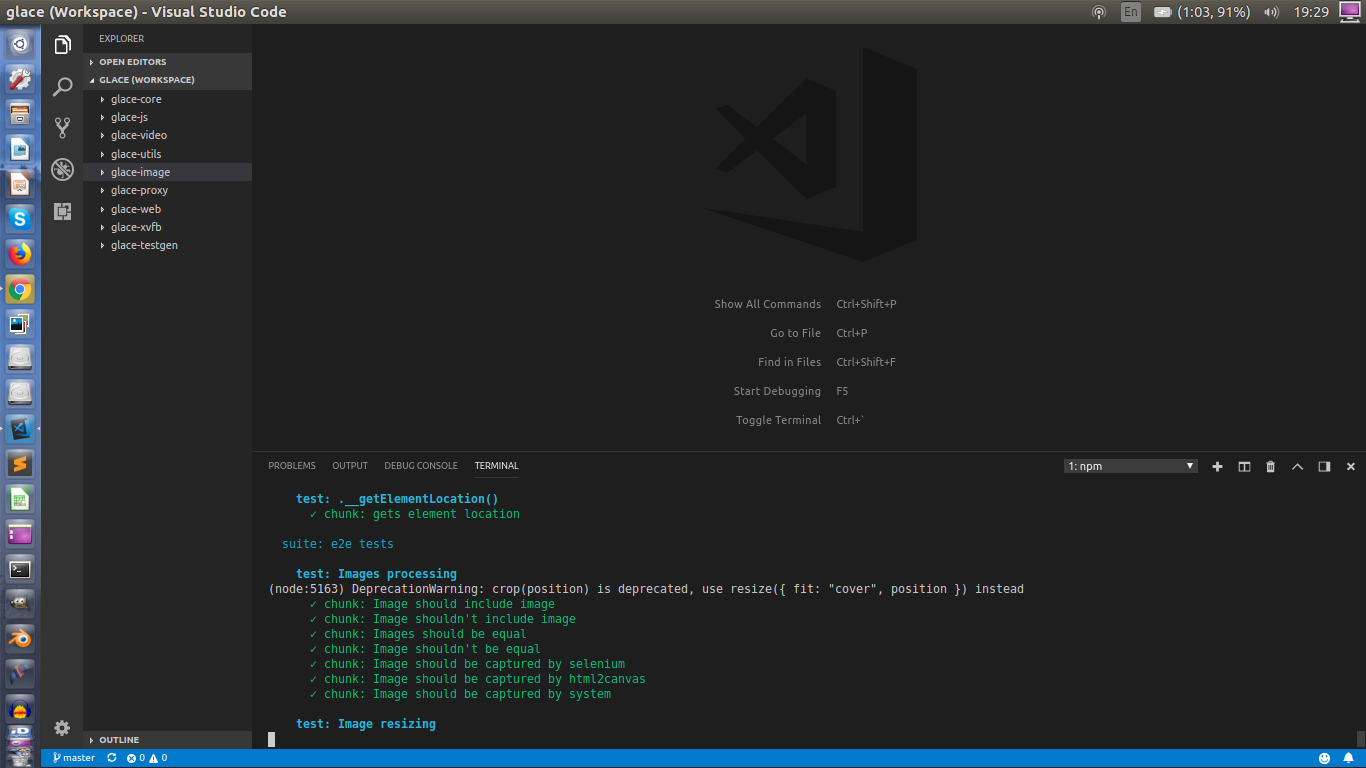 glace (Workspace) - Visual Studio Code
En (1:03, 91%) 19:29
EXPLORER
OPEN EDITORS
GLACE (WORKSPACE)
glace-core
glace-js
glace-video
glace-utils
glace-image
glace-proxy
glace-web
glace-xvfb
glace-testgen
OUTLINE
Show All Commands Ctrl+Shift+P
Go to File Ctrl+P
Find in Files Ctrl+Shift+F
Start Debugging F5
Toggle Terminal Ctrl+`
PROBLEMS OUTPUT DEBUG CONSOLE TERMINAL 1: npm
test: .__getElementLocation()
✓ chunk: gets element location
suite: e2e tests
test: Images processing
(node:5163) DeprecationWarning: crop(position) is deprecated, use resize({ fit: "cover", position }) instead
✓ chunk: Image should include image
✓ chunk: Image shouldn't include image
✓ chunk: Images should be equal
✓ chunk: Image shouldn't be equal
✓ chunk: Image should be captured by selenium
✓ chunk: Image should be captured by html2canvas
✓ chunk: Image should be captured by system
test: Image resizing
master 0 0